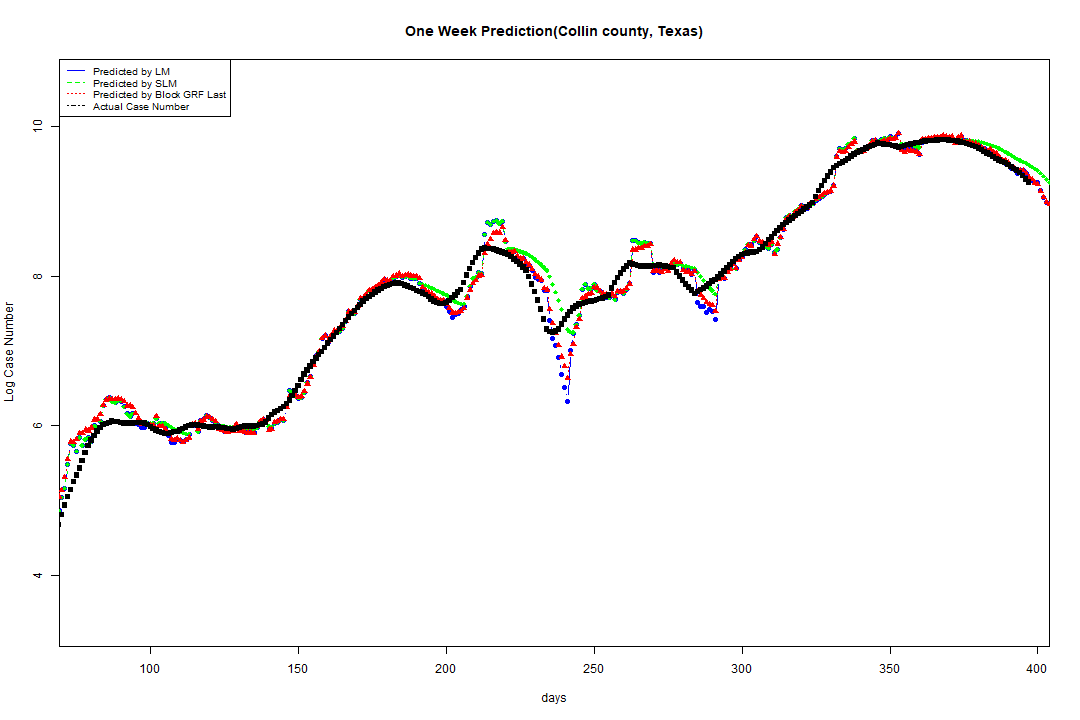 One Week Prediction(Collin county, Texas)
Predicted by LM
Predicted by SLM
Predicted by Block GRF Last
Actual Case Number
10
8
6
4
Log Case Number
100 150 200 250 300 350 400
days